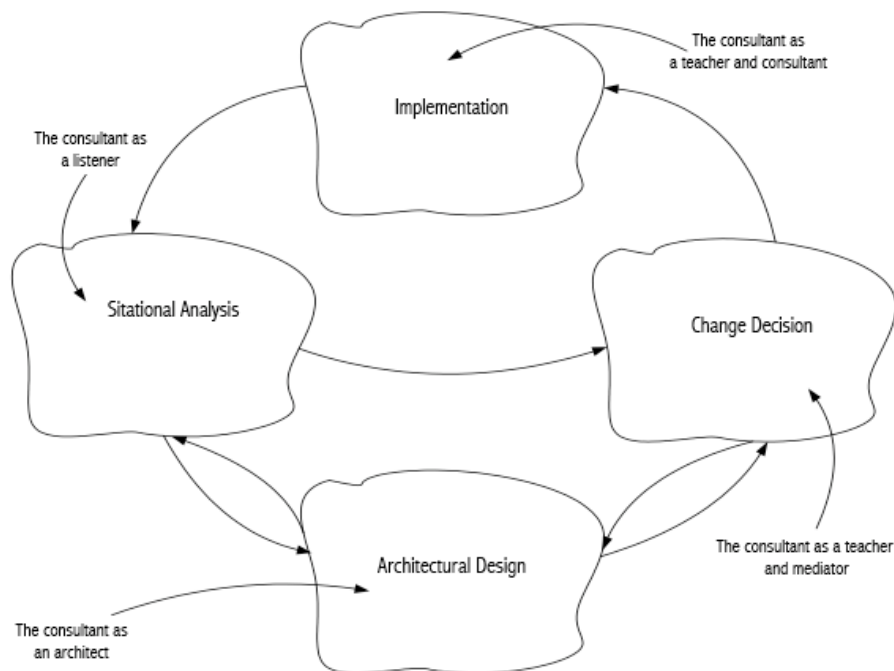 The consultant as
a teacher and consultant
Implementation
The consultant as
a listener
Sitational Analysis
Change Decision
Architectural Design
The consultant as a teacher
and mediator
The consultant as
an architect